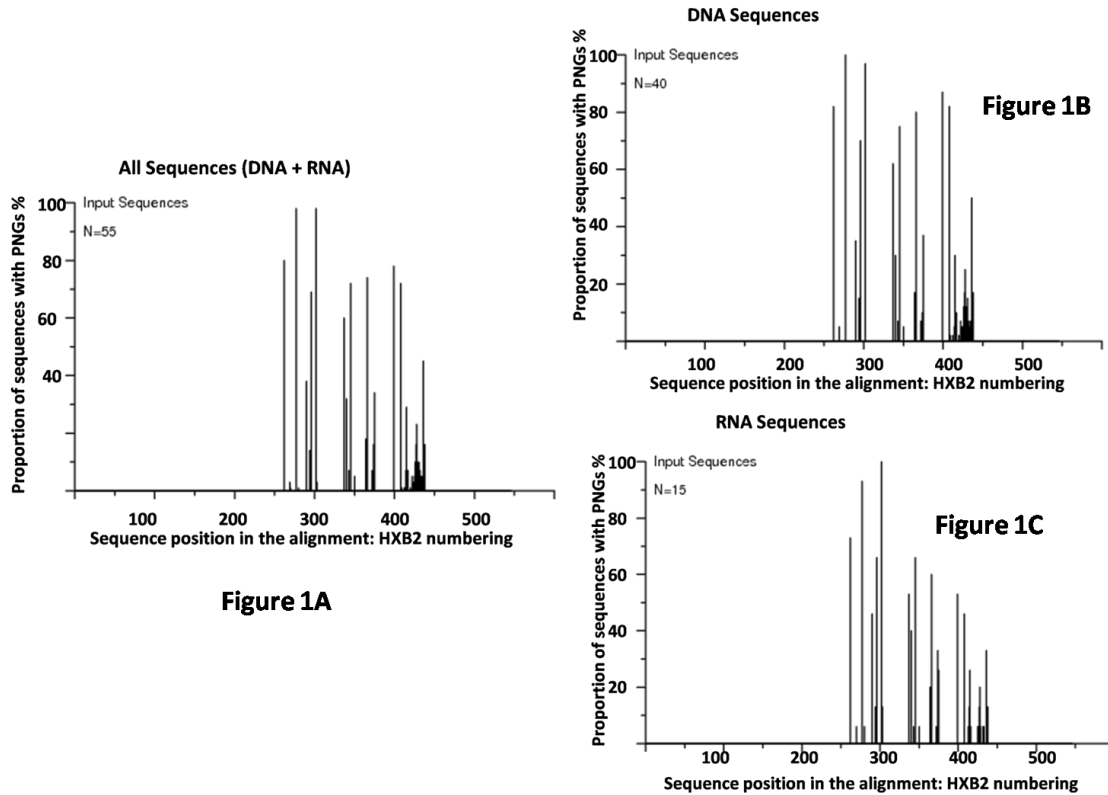 All Sequences (DNA + RNA)
Proportion of sequences with PNGs %
100
80
60
40
Input Sequences
N=55
100 200 300 400 500
Sequence position in the alignment: HXB2 numbering
Figure 1A
DNA Sequences
Proportion of sequences with PNGs %
100
80
60
40
20
Input Sequences
N=40
Figure 1B
100 200 300 400 500
Sequence position in the alignment: HXB2 numbering
RNA Sequences
Proportion of sequences with PNGs %
100
80
60
40
20
Input Sequences
N=15
Figure 1C
100 200 300 400 500
Sequence position in the alignment: HXB2 numbering